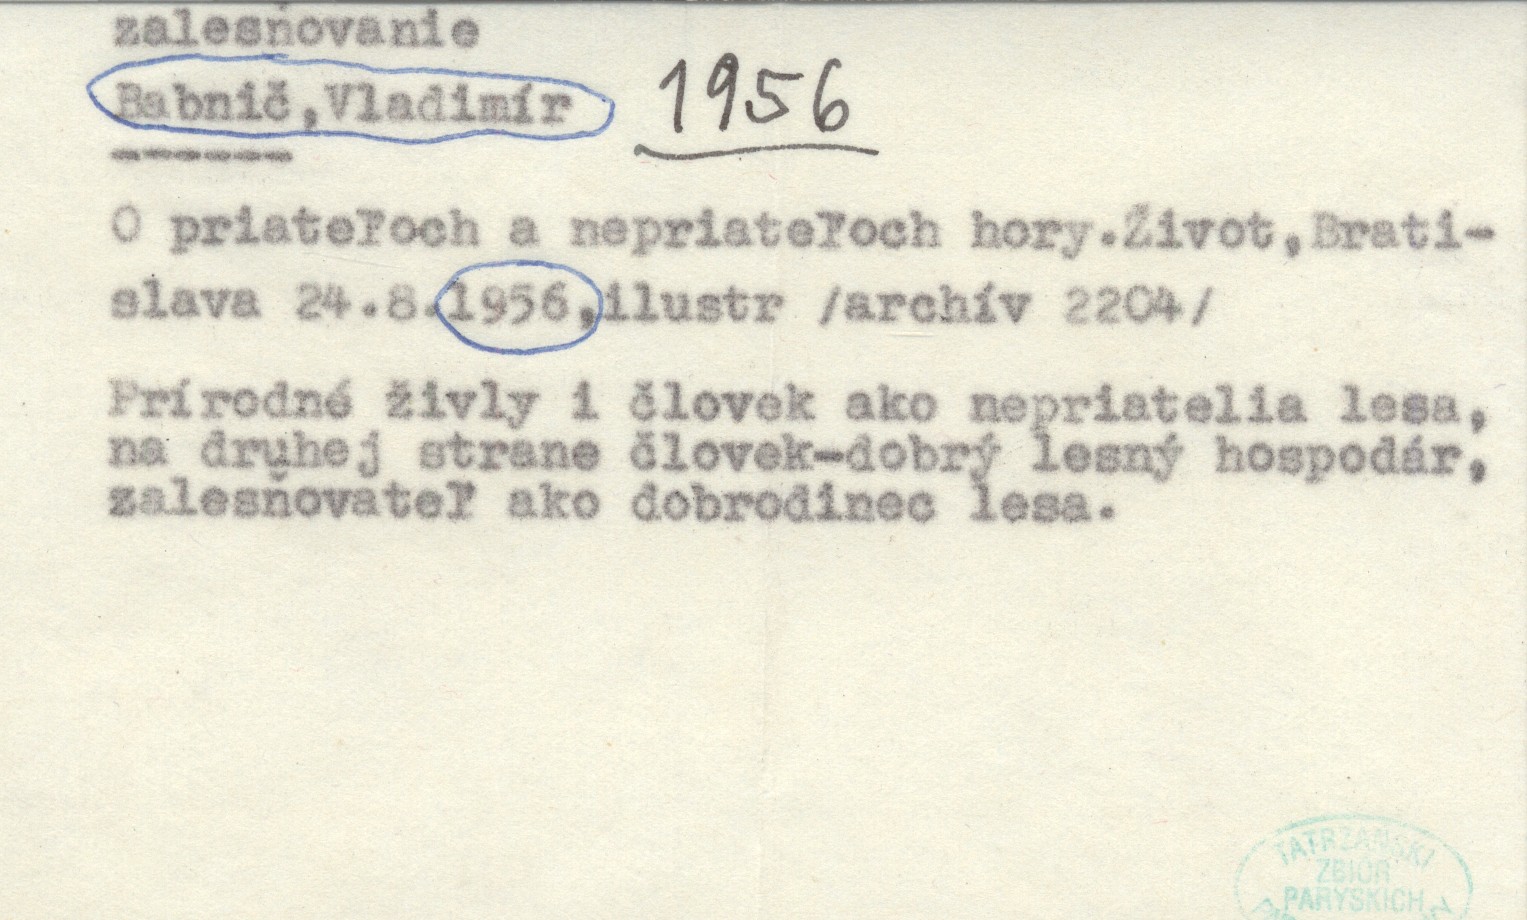 zalesňovanie
Babnič,Vladimír
1956
------
O priateľoch a nepriateľoch hory.Život,Brati-
slava 24.8.1956,ilustr /archív 2204/
Prírodné živly i človek ako nepriatelia lesa,
na druhej strane človek-dobrý lesný hospodár,
zalesňovateľ ako dobrodinec lesa.
TATRZAŃSKI
ZBIÓR
PARYSKICH